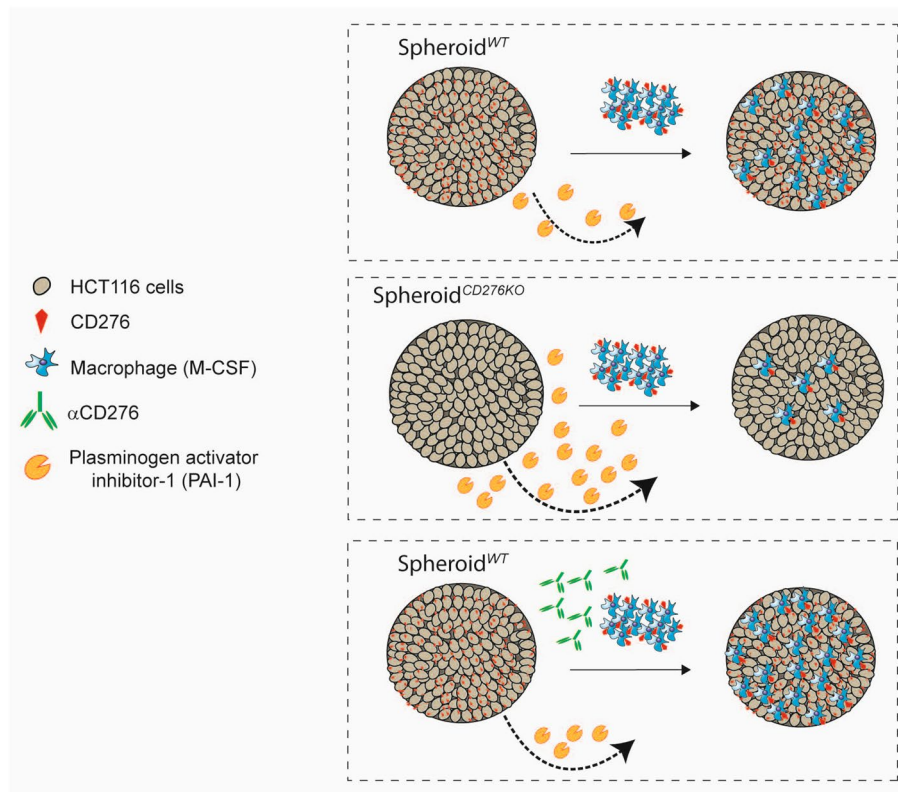 Spheroid^WT
Spheroid^CD276KO
HCT116 cells
CD276
Macrophage (M-CSF)
αCD276
Plasminogen activator
inhibitor-1 (PAI-1)
Spheroid^WT